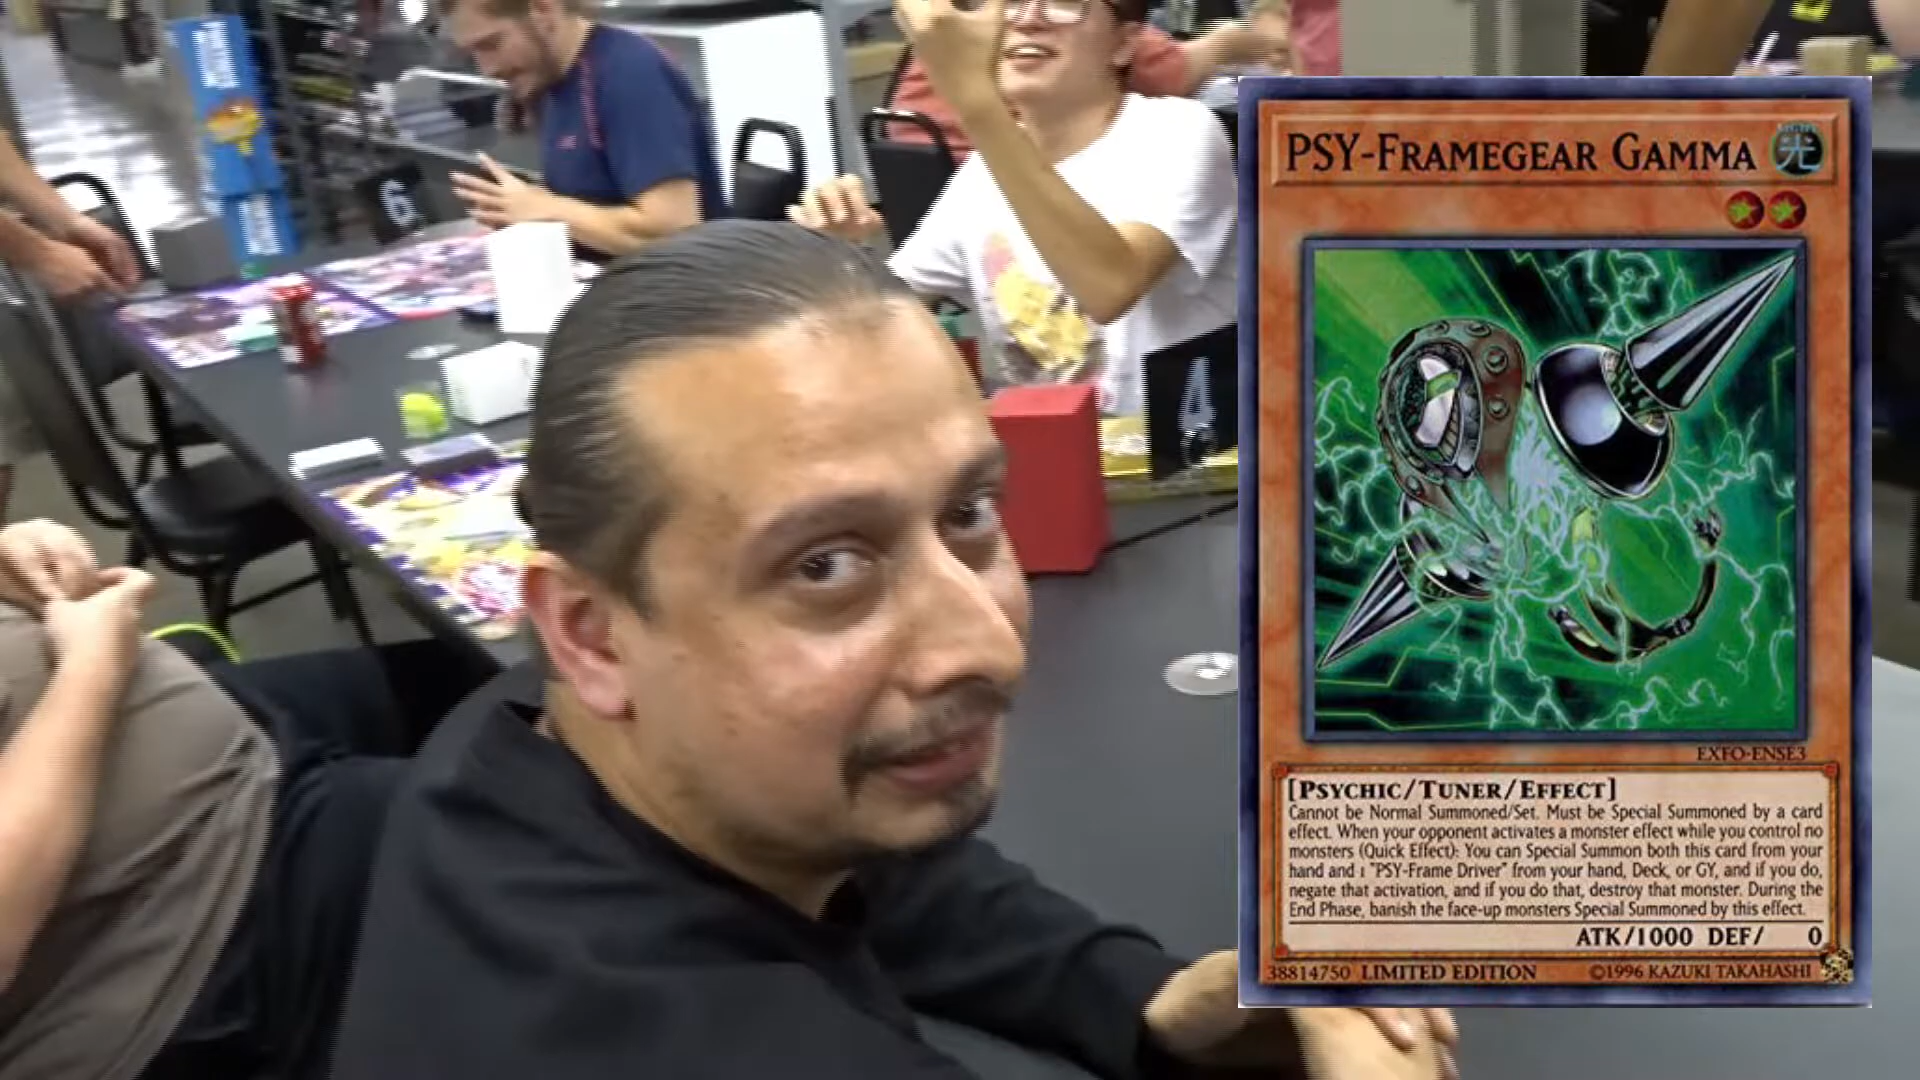 6
4
PSY-FRAMEGEAR GAMMA
光
EXFO-ENSE3
[PSYCHIC/TUNER/EFFECT]
Cannot be Normal Summoned/Set. Must be Special Summoned by a card
effect. When your opponent activates a monster effect while you control no
monsters (Quick Effect): You can Special Summon both this card from your
hand and 1 "PSY-Frame Driver" from your hand, Deck, or GY, and if you do,
negate that activation, and if you do that, destroy that monster. During the
End Phase, banish the face-up monsters Special Summoned by this effect.
ATK/1000 DEF/ 0
38814750 LIMITED EDITION ©1996 KAZUKI TAKAHASHI